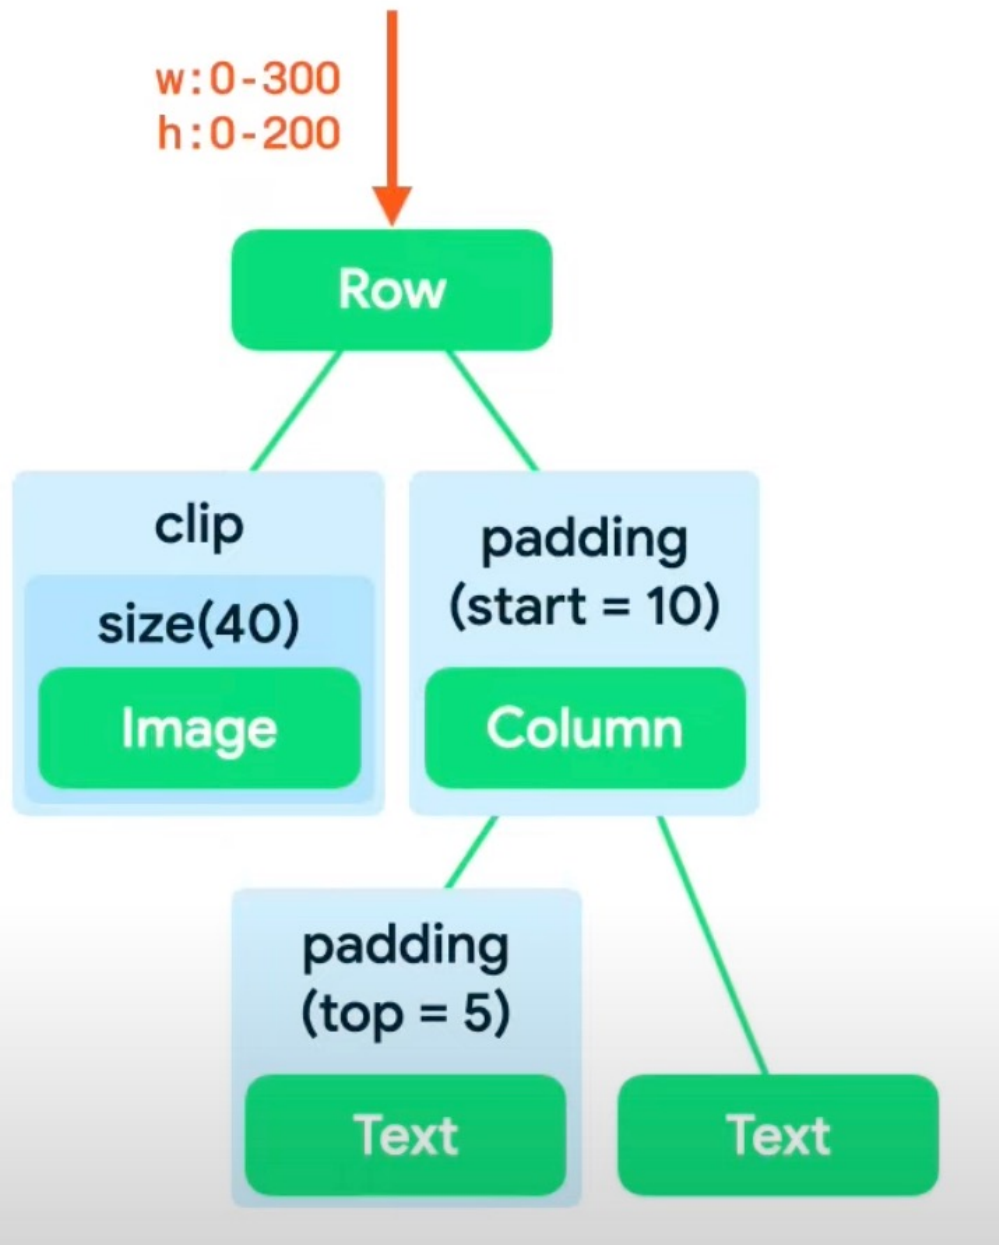 w:0-300
h:0-200
Row
clip
size(40)
Image
padding
(start = 10)
Column
padding
(top = 5)
Text
Text